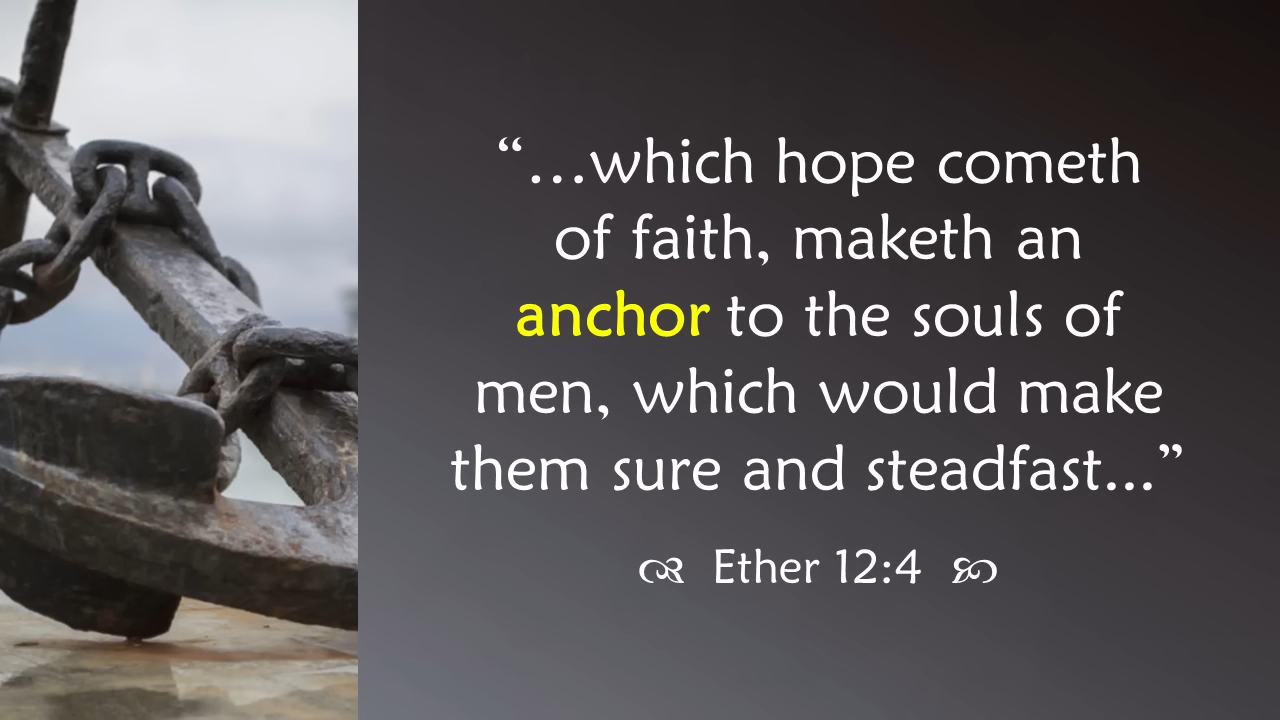 “…which hope cometh
of faith, maketh an
anchor to the souls of
men, which would make
them sure and steadfast…”
Ether 12:4